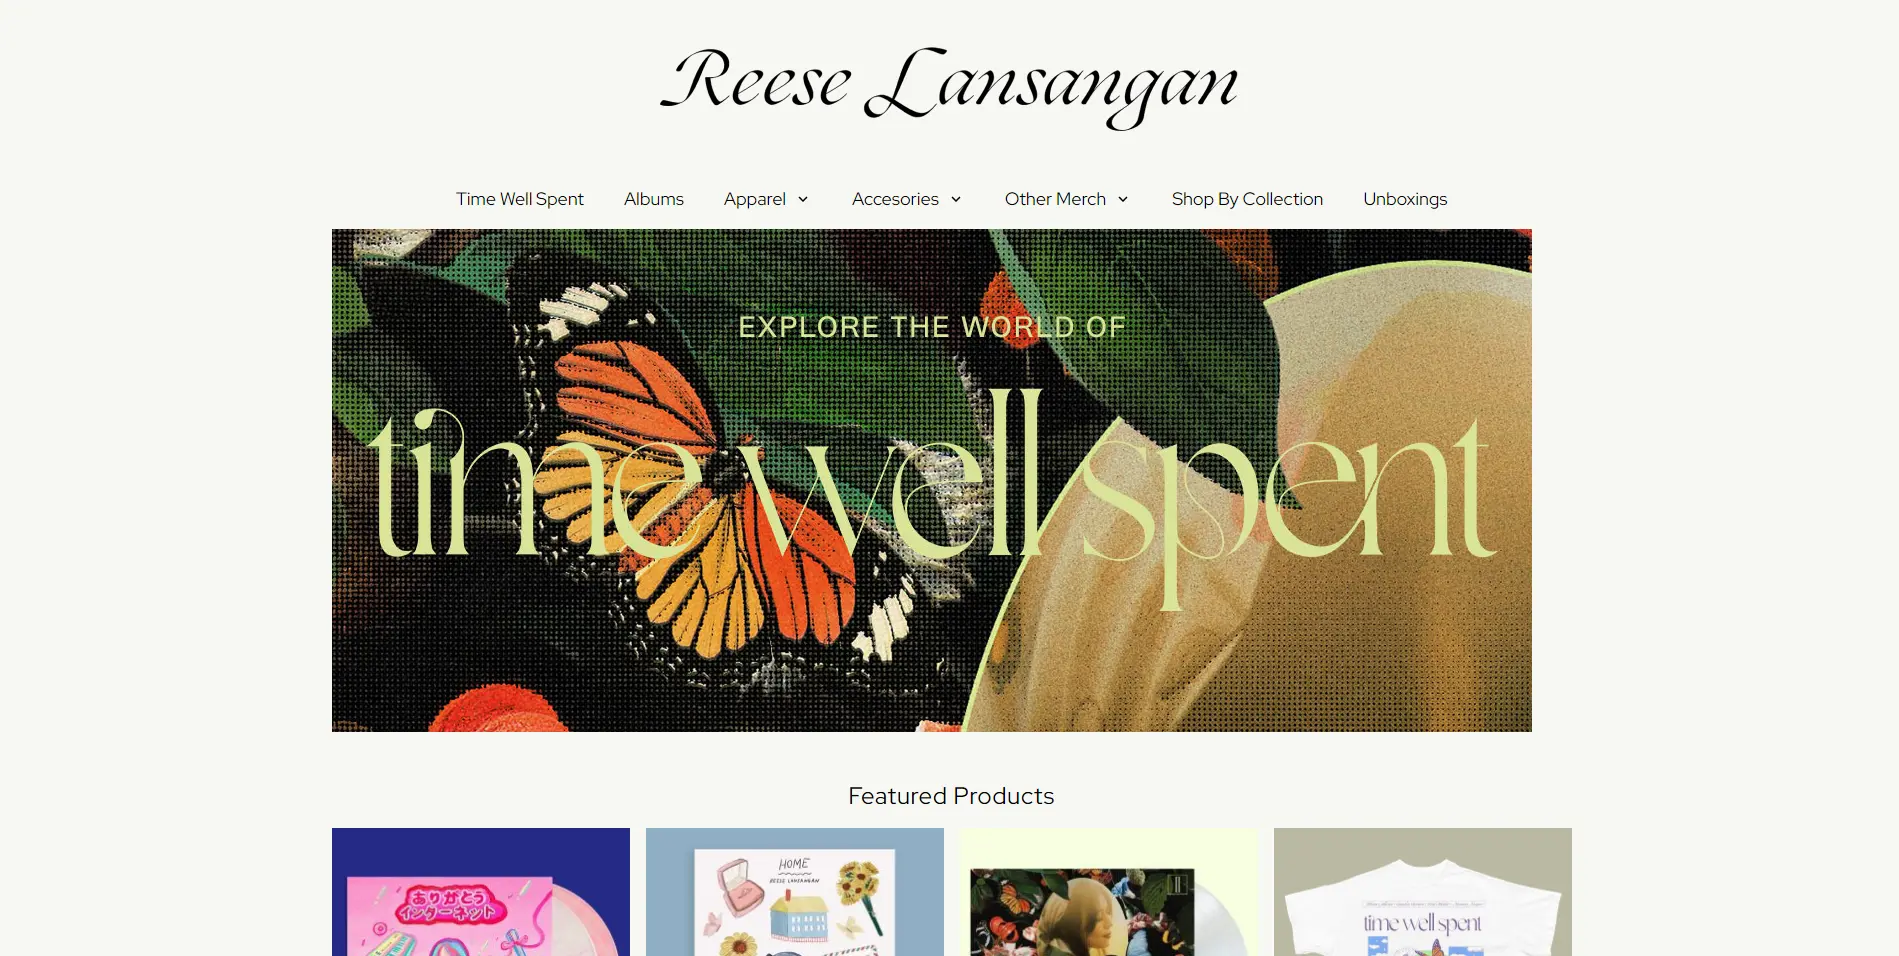 Reese Lansangan
Time Well Spent Albums Apparel Accesories Other Merch Shop By Collection Unboxings
EXPLORE THE WORLD OF
time well spent
Featured Products
ありがとう
インターネット
HOME
REESE LANSANGAN
time well spent